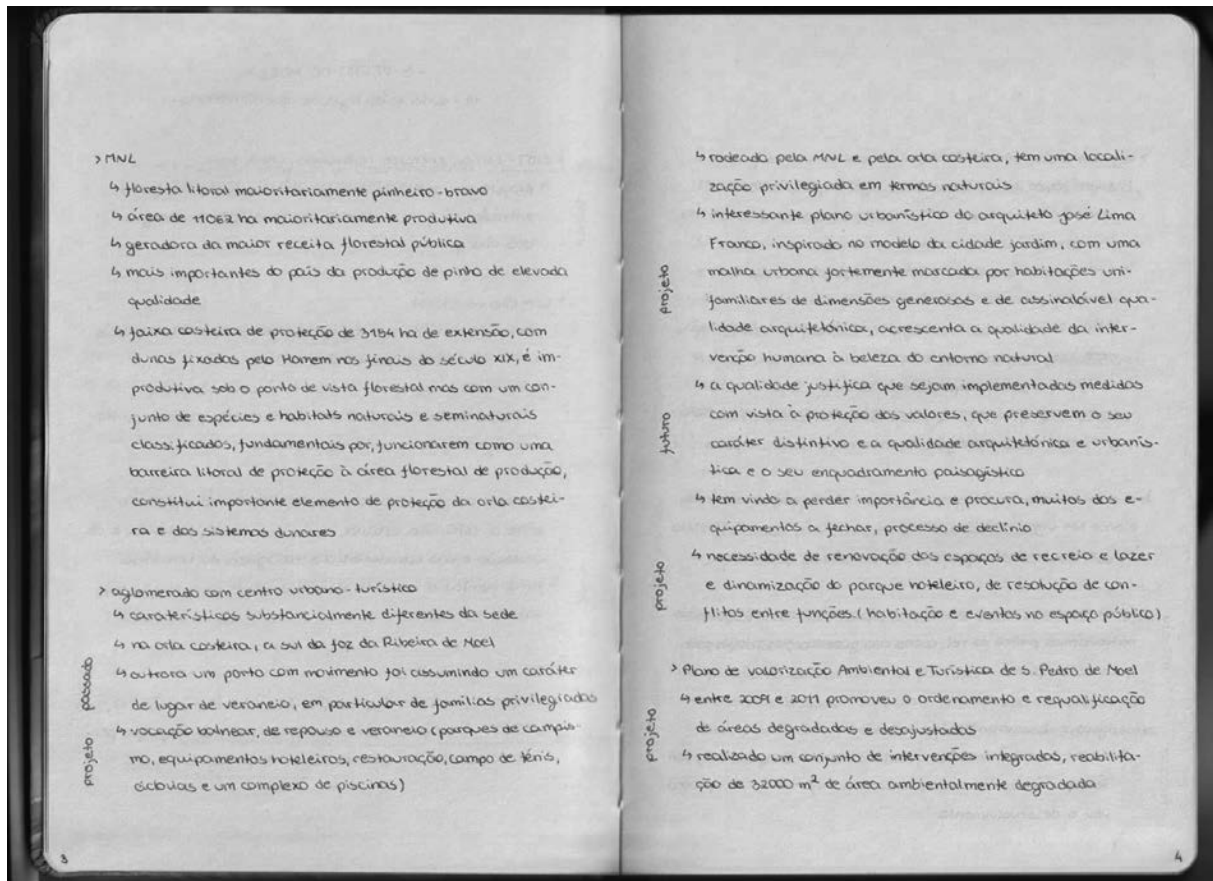 > MNL
↳ floresta litoral maioritariamente pinheiro-bravo
↳ área de 11062 ha maioritariamente produtiva
↳ geradora da maior receita florestal pública
↳ mais importantes do país da produção de pinho de elevada
qualidade
↳ faixa costeira de proteção de 3154 ha de extensão, com
dunas fixadas pelo Homem nos finais do século XIX, é im-
produtiva sob o ponto de vista florestal mas com um con-
junto de espécies e habitats naturais e seminaturais
classificados, fundamentais por, funcionarem como uma
barreira litoral de proteção à área florestal de produção,
constitui importante elemento de proteção da orla costei-
ra e dos sistemas dunares
> aglomerado com centro urbano-turístico
↳ caraterísticas substancialmente diferentes da sede
↳ na orla costeira, a sul da foz da Ribeira de Moel
passado
↳ outrora um porto com movimento foi assumindo um caráter
de lugar de veraneio, em particular de famílias privilegiadas
projeto
↳ vocação balnear, de repouso e veraneio (parques de campis-
mo, equipamentos hoteleiros, restauração, campo de ténis,
ciclovias e um complexo de piscinas)
3
↳ rodeado pela MNL e pela orla costeira, tem uma locali-
zação privilegiada em termos naturais
projeto
↳ interessante plano urbanístico do arquiteto José Lima
Franco, inspirado no modelo da cidade jardim, com uma
malha urbana fortemente marcada por habitações uni-
familiares de dimensões generosas e de assinalável qua-
lidade arquitetónica, acrescenta a qualidade da inter-
venção humana à beleza do entorno natural
futuro
↳ a qualidade justifica que sejam implementadas medidas
com vista à proteção dos valores, que preservem o seu
caráter distintivo e a qualidade arquitetónica e urbanís-
tica e o seu enquadramento paisagístico
↳ tem vindo a perder importância e procura, muitos dos e-
quipamentos a fechar, processo de declínio
projeto
↳ necessidade de renovação dos espaços de recreio e lazer
e dinamização do parque hoteleiro, de resolução de con-
flitos entre funções (habitação e eventos no espaço público)
> Plano de valorização Ambiental e Turística de S. Pedro de Moel
projeto
↳ entre 2009 e 2011 promoveu o ordenamento e requalificação
de áreas degradadas e desajustadas
↳ realizado um conjunto de intervenções integradas, reabilita-
ção de 32000 m² de área ambientalmente degradada
4